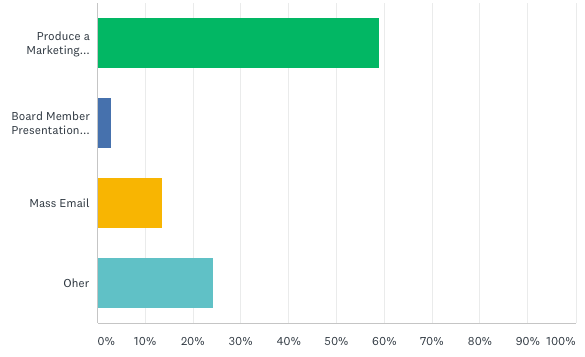 Produce a
Marketing...
Board Member
Presentation...
Mass Email
Oher
0% 10% 20% 30% 40% 50% 60% 70% 80% 90% 100%